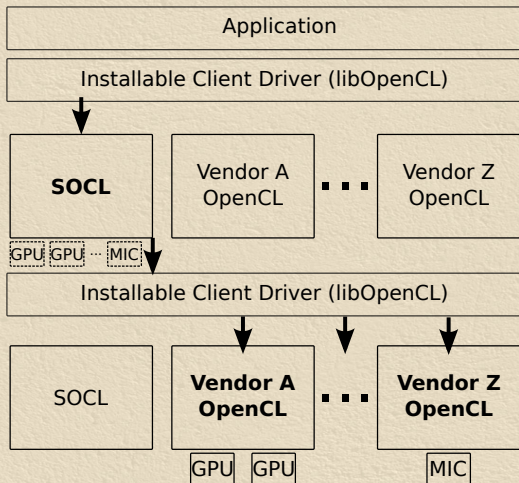 Application
Installable Client Driver (libOpenCL)
SOCL
Vendor A
OpenCL
Vendor Z
OpenCL
GPU GPU ... MIC
Installable Client Driver (libOpenCL)
SOCL
Vendor A
OpenCL
Vendor Z
OpenCL
GPU GPU
MIC